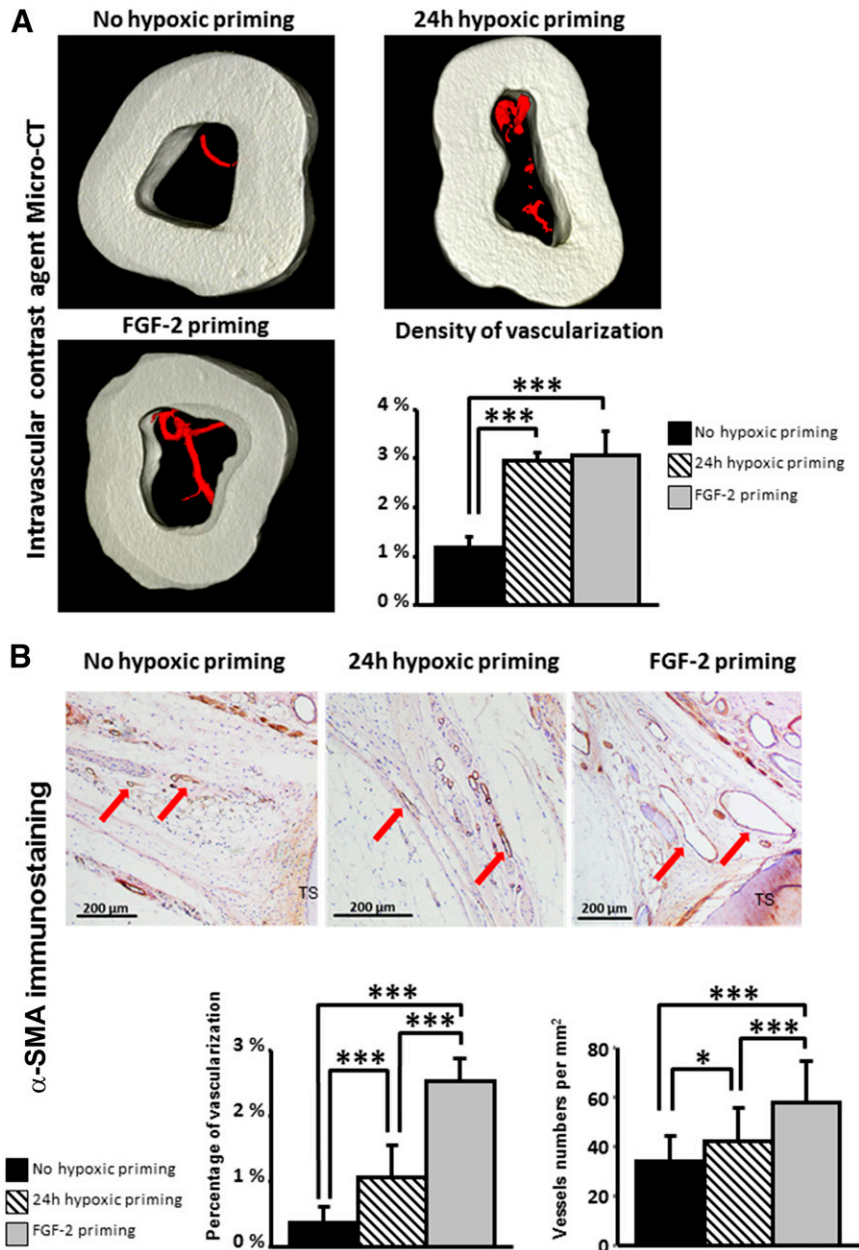 A
No hypoxic priming
24h hypoxic priming
Intravascular contrast agent Micro-CT
FGF-2 priming
Density of vascularization
4 %
3 %
2 %
1 %
0 %
***
***
No hypoxic priming
24h hypoxic priming
FGF-2 priming
B
No hypoxic priming
24h hypoxic priming
FGF-2 priming
α-SMA immunostaining
200 µm
TS
200 µm
200 µm
TS
Percentage of vascularization
3 %
2 %
1 %
0 %
***
***
***
Vessels numbers per mm²
80
60
40
20
0
***
***
*
No hypoxic priming
24h hypoxic priming
FGF-2 priming